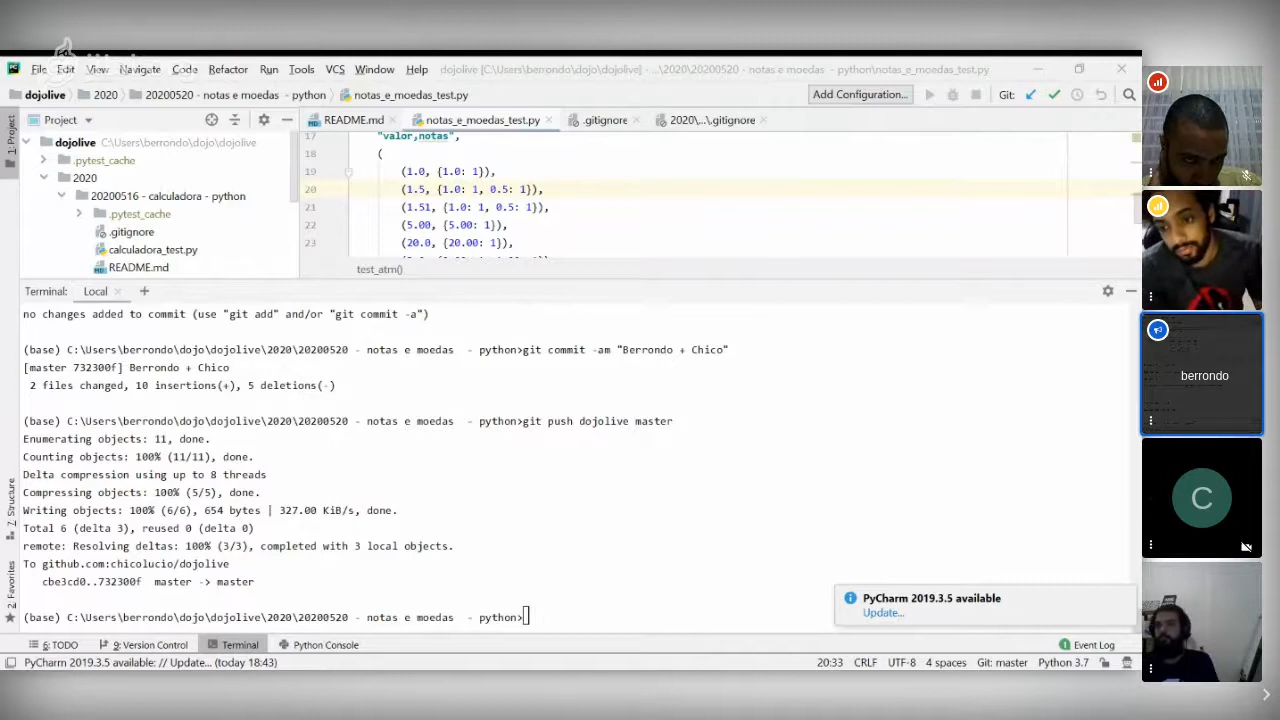 File Edit View Navigate Code Refactor Run Tools VCS Window Help dojolive [C:\Users\berrondo\dojo\dojolive] - ...\2020\20200520 - notas e moedas - python\notas_e_moedas_test.py
dojolive 2020 20200520 - notas e moedas - python notas_e_moedas_test.py Add Configuration... Git:
1: Project
Project
README.md notas_e_moedas_test.py .gitignore 2020\...\.gitignore
dojolive C:\Users\berrondo\dojo\dojolive
.pytest_cache
2020
20200516 - calculadora - python
.pytest_cache
.gitignore
calculadora_test.py
README.md
17 "valor,notas",
18 (
19 (1.0, {1.0: 1}),
20 (1.5, {1.0: 1, 0.5: 1}),
21 (1.51, {1.0: 1, 0.5: 1}),
22 (5.00, {5.00: 1}),
23 (20.0, {20.00: 1}),
test_atm()
Terminal: Local
no changes added to commit (use "git add" and/or "git commit -a")
(base) C:\Users\berrondo\dojo\dojolive\2020\20200520 - notas e moedas  - python>git commit -am "Berrondo + Chico"
[master 732300f] Berrondo + Chico
2 files changed, 10 insertions(+), 5 deletions(-)
(base) C:\Users\berrondo\dojo\dojolive\2020\20200520 - notas e moedas  - python>git push dojolive master
Enumerating objects: 11, done.
Counting objects: 100% (11/11), done.
Delta compression using up to 8 threads
Compressing objects: 100% (5/5), done.
Writing objects: 100% (6/6), 654 bytes | 327.00 KiB/s, done.
Total 6 (delta 3), reused 0 (delta 0)
remote: Resolving deltas: 100% (3/3), completed with 3 local objects.
To github.com:chicolucio/dojolive
cbe3cd0..732300f  master -> master
(base) C:\Users\berrondo\dojo\dojolive\2020\20200520 - notas e moedas  - python>
7: Structure
2: Favorites
PyCharm 2019.3.5 available
Update...
6: TODO 9: Version Control Terminal Python Console Event Log
PyCharm 2019.3.5 available: // Update... (today 18:43) 20:33 CRLF UTF-8 4 spaces Git: master Python 3.7
berrondo
C